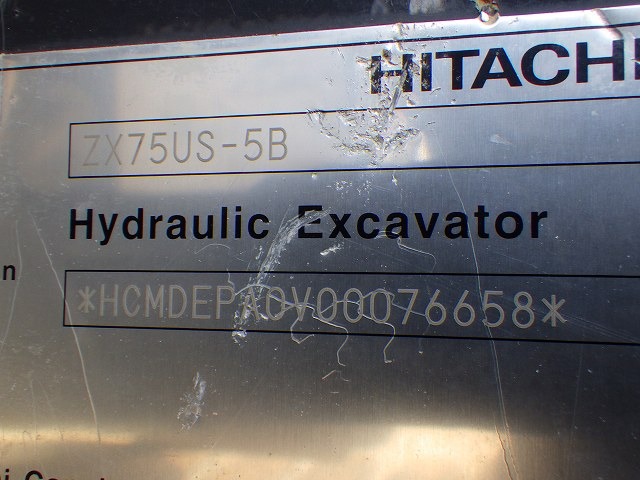 HITACHI
ZX75US-5B
Hydraulic Excavator
*HCMDEPA0V00076658*